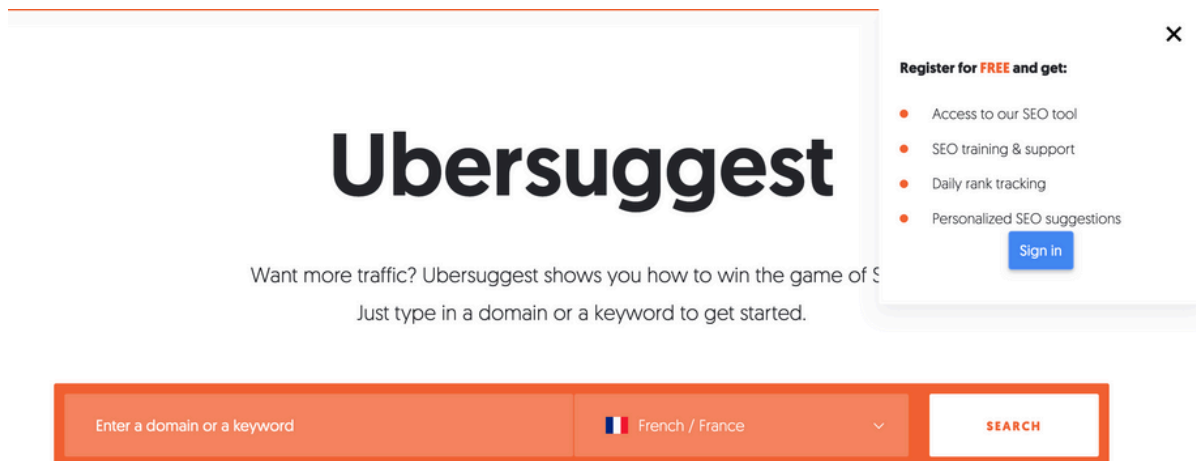 Ubersuggest
Want more traffic? Ubersuggest shows you how to win the game of
Just type in a domain or a keyword to get started.
Enter a domain or a keyword
French / France
SEARCH
Register for FREE and get:
Access to our SEO tool
SEO training & support
Daily rank tracking
Personalized SEO suggestions
Sign in